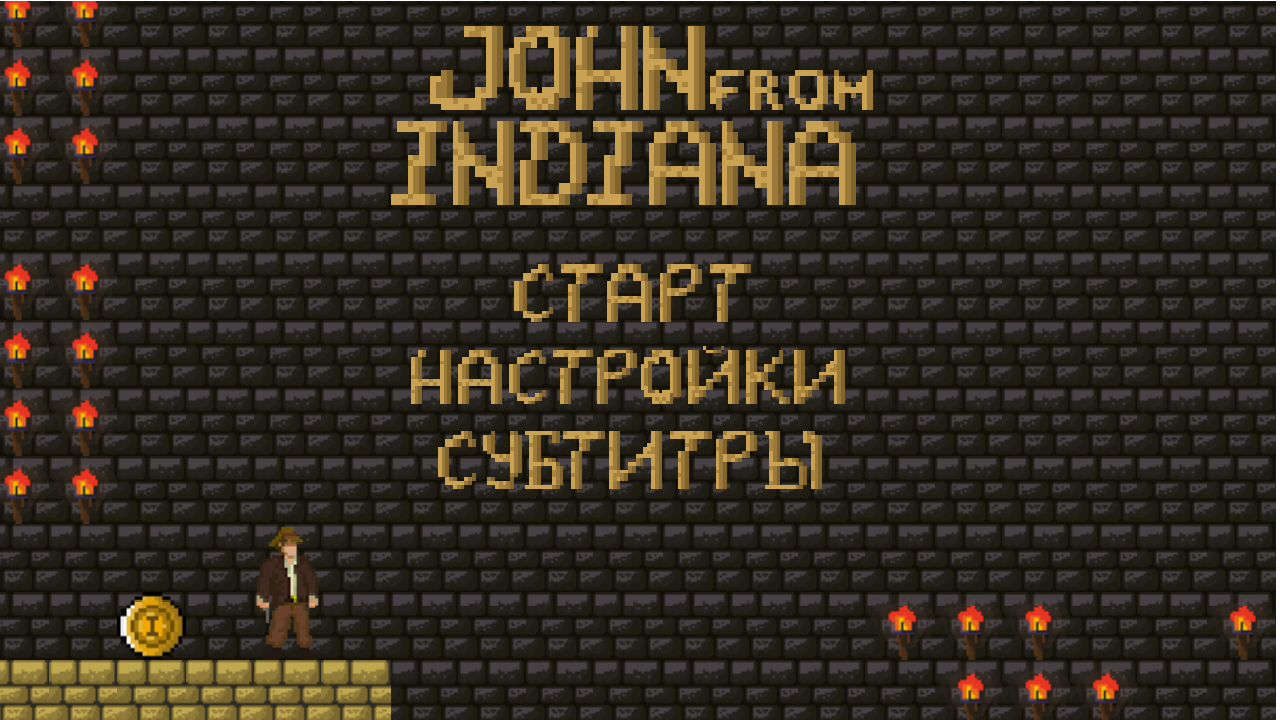 JOHN FROM
INDIANA
СТАРТ
НАСТРОЙКИ
СУБТИТРЫ
I